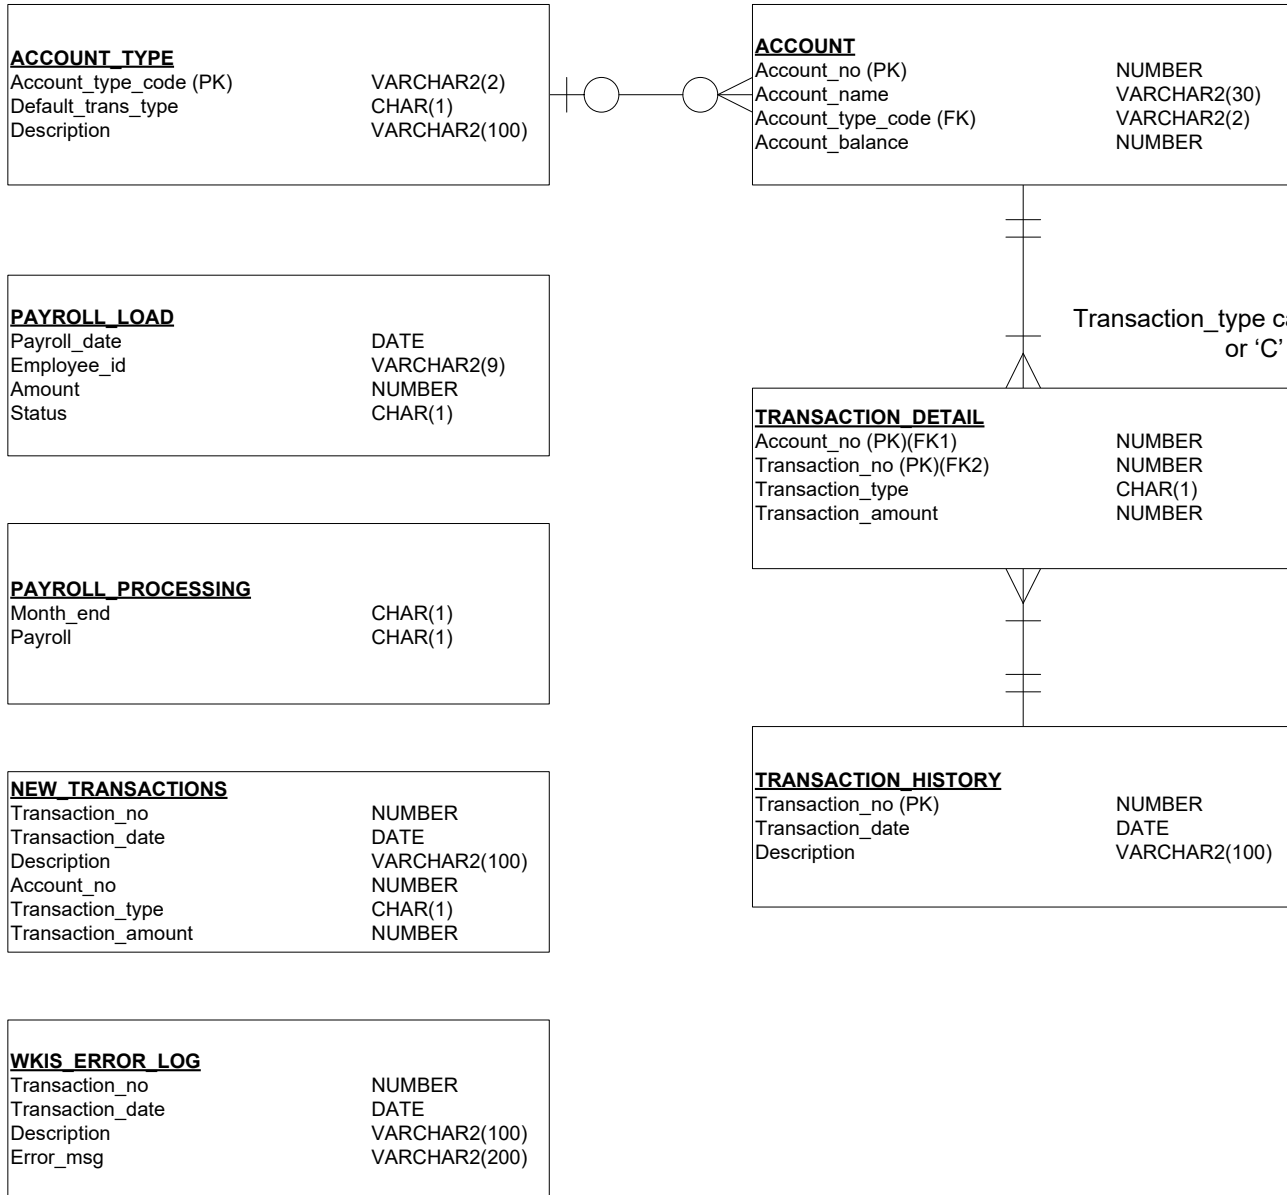 ACCOUNT_TYPE
Account_type_code (PK) VARCHAR2(2)
Default_trans_type CHAR(1)
Description VARCHAR2(100)
ACCOUNT
Account_no (PK) NUMBER
Account_name VARCHAR2(30)
Account_type_code (FK) VARCHAR2(2)
Account_balance NUMBER
PAYROLL_LOAD
Payroll_date DATE
Employee_id VARCHAR2(9)
Amount NUMBER
Status CHAR(1)
Transaction_type
or ‘C’
TRANSACTION_DETAIL
Account_no (PK)(FK1) NUMBER
Transaction_no (PK)(FK2) NUMBER
Transaction_type CHAR(1)
Transaction_amount NUMBER
PAYROLL_PROCESSING
Month_end CHAR(1)
Payroll CHAR(1)
NEW_TRANSACTIONS
Transaction_no NUMBER
Transaction_date DATE
Description VARCHAR2(100)
Account_no NUMBER
Transaction_type CHAR(1)
Transaction_amount NUMBER
TRANSACTION_HISTORY
Transaction_no (PK) NUMBER
Transaction_date DATE
Description VARCHAR2(100)
WKIS_ERROR_LOG
Transaction_no NUMBER
Transaction_date DATE
Description VARCHAR2(100)
Error_msg VARCHAR2(200)